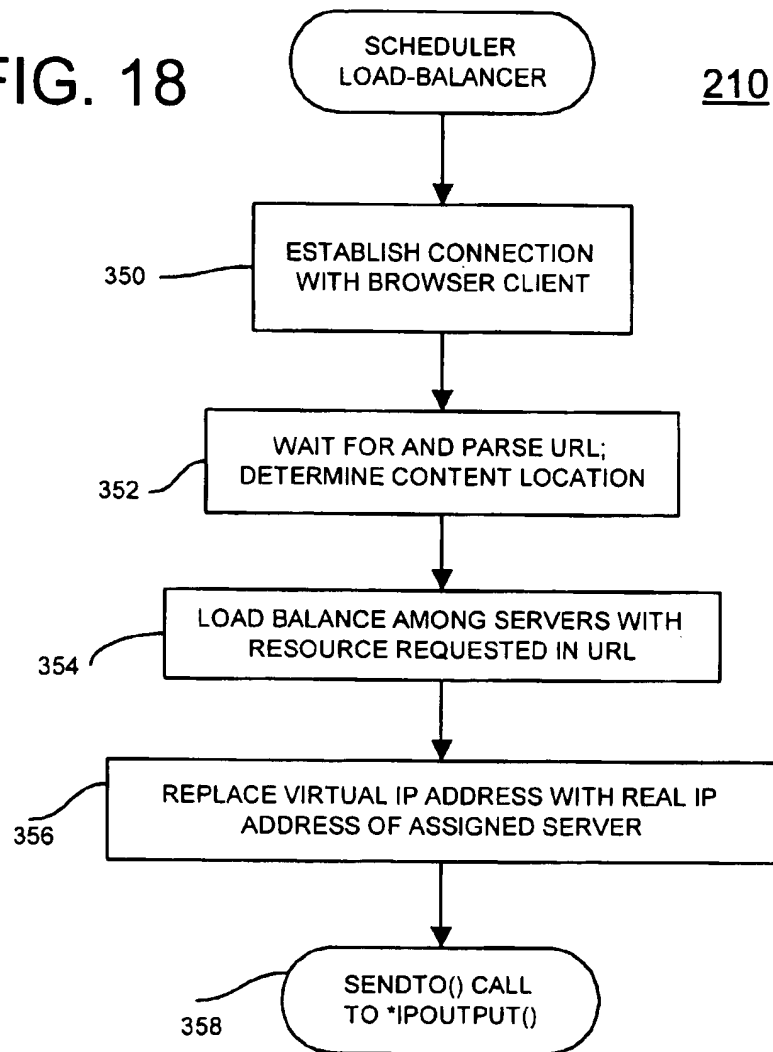 FIG. 18
SCHEDULER
LOAD-BALANCER
210
350
ESTABLISH CONNECTION
WITH BROWSER CLIENT
352
WAIT FOR AND PARSE URL;
DETERMINE CONTENT LOCATION
354
LOAD BALANCE AMONG SERVERS WITH
RESOURCE REQUESTED IN URL
356
REPLACE VIRTUAL IP ADDRESS WITH REAL IP
ADDRESS OF ASSIGNED SERVER
358
SENDTO() CALL
TO *IPOUTPUT()